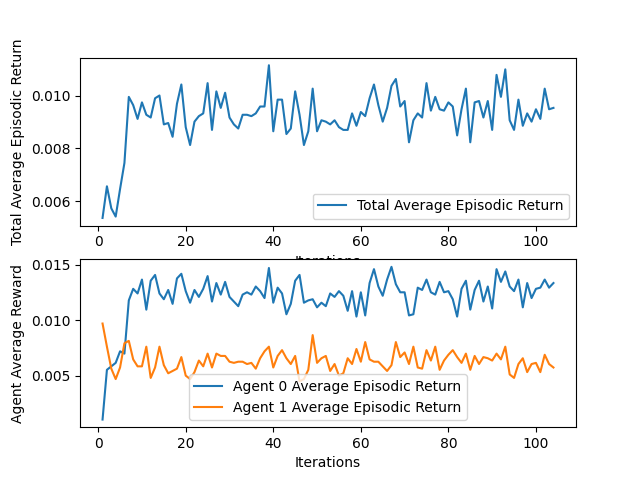 Total Average Episodic Return
0.010
0.008
0.006
Total Average Episodic Return
0
20
40
60
80
100
Iterations
Agent Average Reward
0.015
0.010
0.005
Agent 0 Average Episodic Return
Agent 1 Average Episodic Return
0
20
40
60
80
100
Iterations